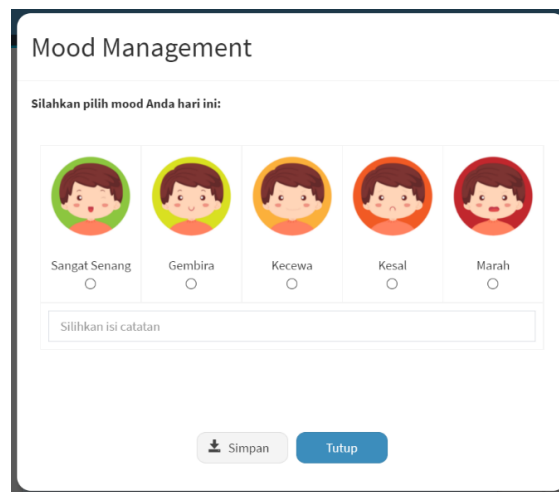 Mood Management
Silahkan pilih mood Anda hari ini:
Sangat Senang
Gembira
Kecewa
Kesal
Marah
Silihkan isi catatan
Simpan
Tutup